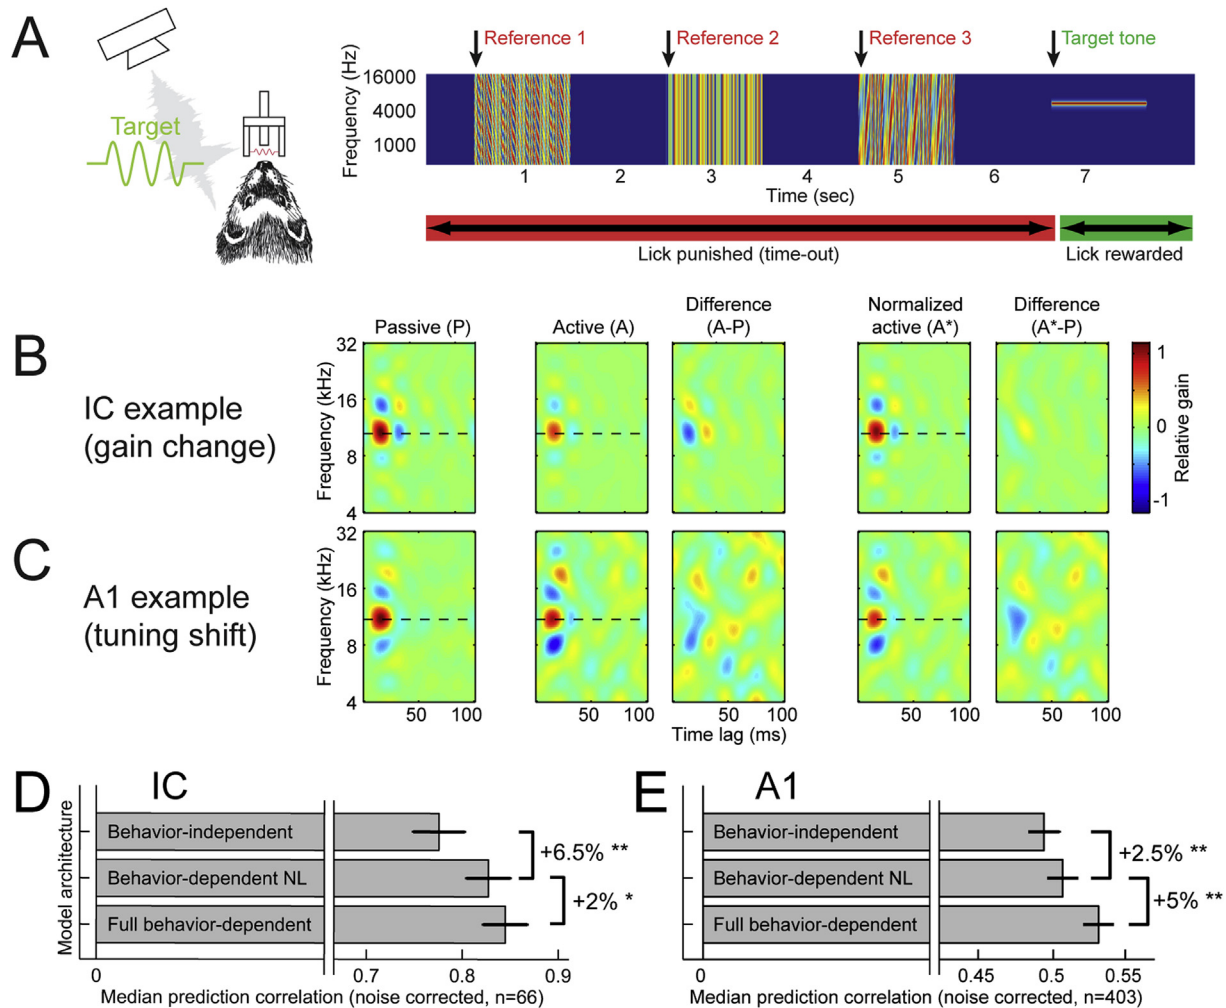 A
Target
Reference 1
Reference 2
Reference 3
Target tone
Frequency (Hz)
16000
4000
1000
1 2 3 4 5 6 7
Time (sec)
Lick punished (time-out)
Lick rewarded
B
IC example
(gain change)
Passive (P)
Active (A)
Difference
(A-P)
Normalized
active (A*)
Difference
(A*-P)
Frequency (kHz)
32
16
8
4
1
0
-1
Relative gain
C
A1 example
(tuning shift)
Frequency (kHz)
32
16
8
4
50 100
50 100
50 100
50 100
50 100
Time lag (ms)
D
IC
Model architecture
Behavior-independent
Behavior-dependent NL
Full behavior-dependent
+6.5% **
+2% *
0 0.7 0.8 0.9
Median prediction correlation (noise corrected, n=66)
E
A1
Behavior-independent
Behavior-dependent NL
Full behavior-dependent
+2.5% **
+5% **
0 0.45 0.5 0.55
Median prediction correlation (noise corrected, n=403)